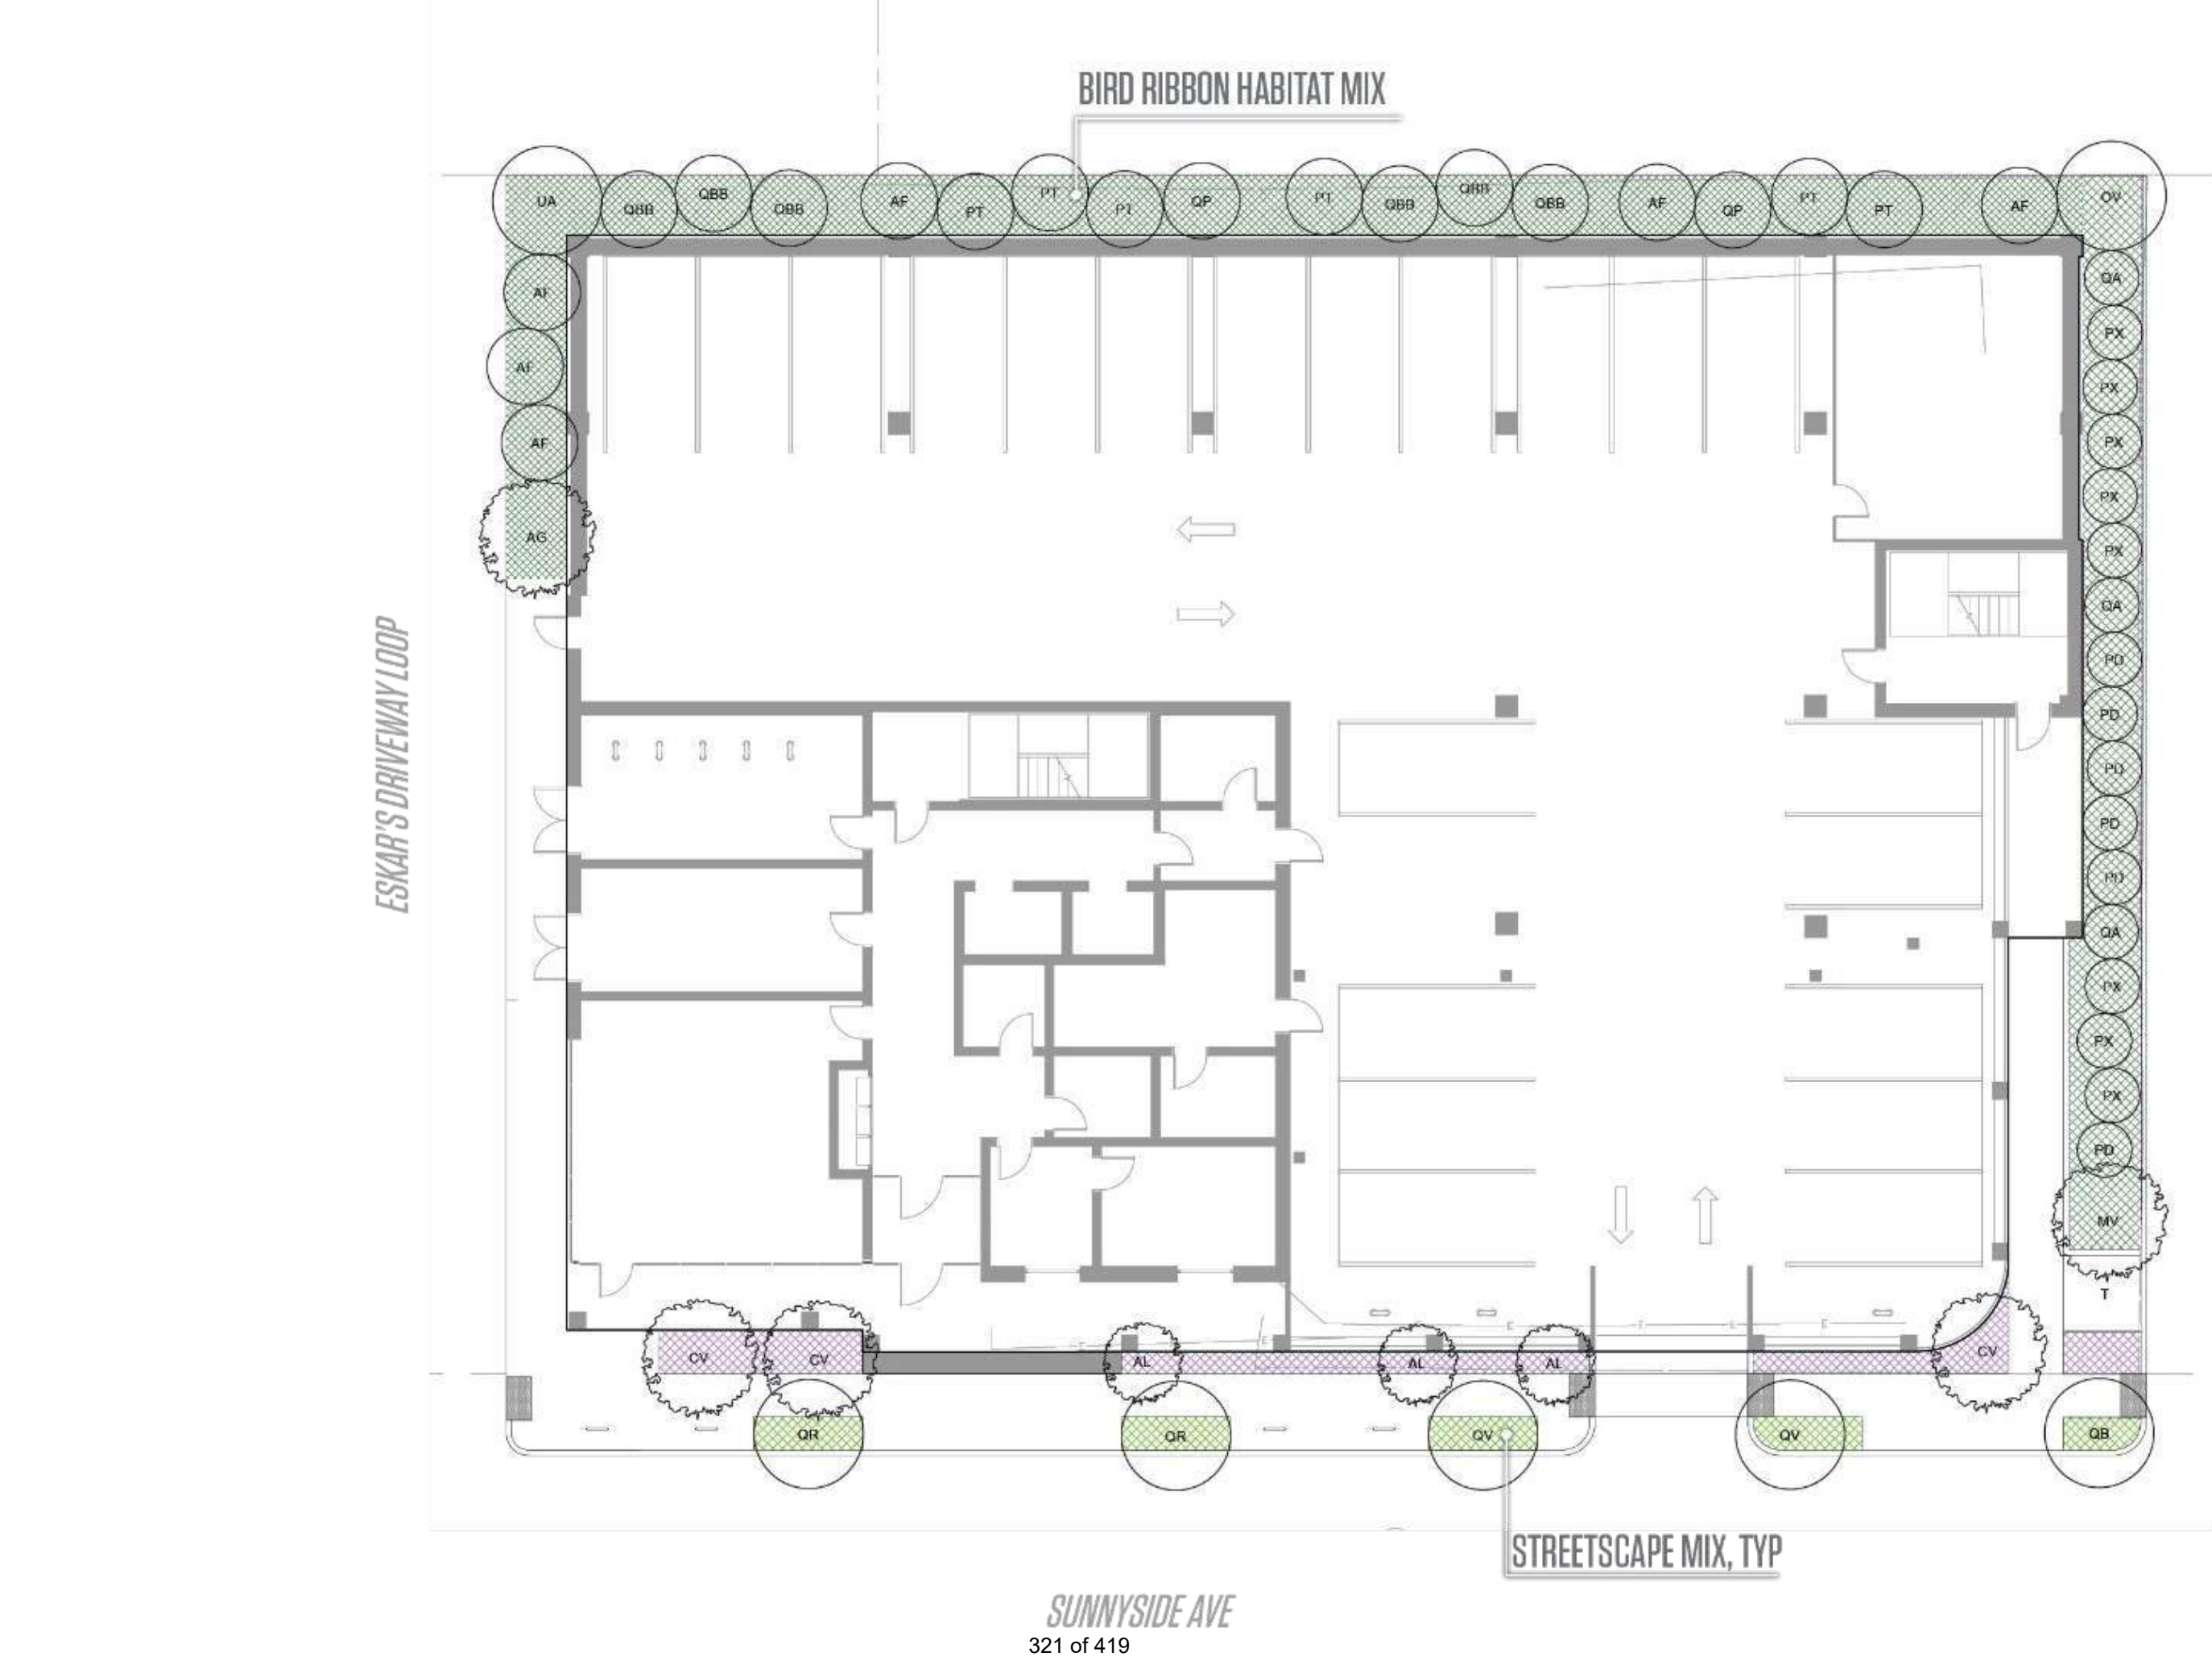 BIRD RIBBON HABITAT MIX
UA QBB QBB QBB AF PT PT PT QP PT QBB QBB QBB AF QP PT PT AF OV
AF
AF
AF
AG
QA
PX
PX
PX
PX
PX
QA
PD
PD
PD
PD
PD
QA
PX
PX
PX
PD
MV
T
ESKAR'S DRIVEWAY LOOP
E E E E E
CV CV AL AL AL CV
QR QR QV QV QB
STREETSCAPE MIX, TYP
SUNNYSIDE AVE
321 of 419